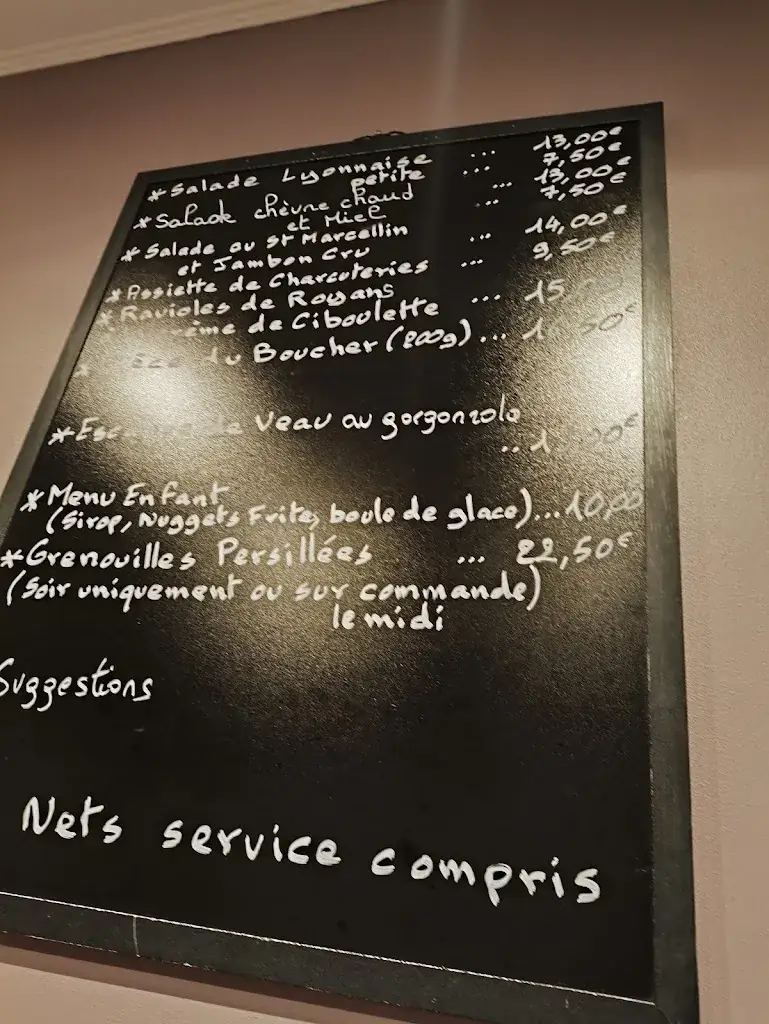 *Salade Lyonnaise ... 13,00€
petite ... 7,50€
*Salade chèvre chaud ... 13,00€
et Miel ... 7,50€
*Salade au St Marcellin
et Jambon Cru ... 14,00€
*Assiette de Charcuteries ... 9,50€
*Ravioles de Royans
crème de Ciboulette ... 15,
du Boucher (200g)...
* de Veau au gorgonzola
..
*Menu Enfant
(Sirop, Nuggets Frite, boule de glace)...10,00
*Grenouilles Persillées ... 22,50€
(Soir uniquement ou sur commande)
le midi
Suggestions
Nets service compris